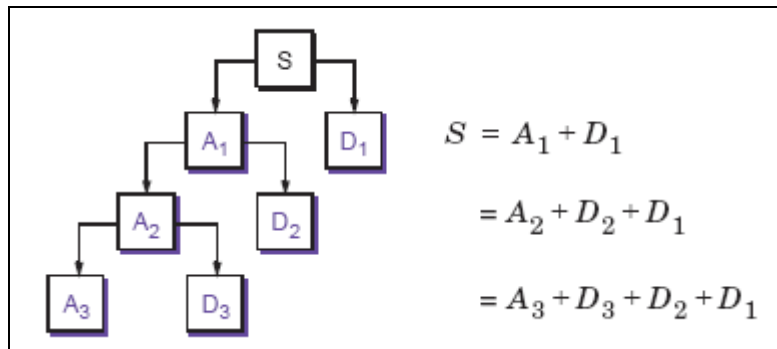 S
A₁ D₁
S = A₁ + D₁
A₂ D₂
= A₂ + D₂ + D₁
A₃ D₃
= A₃ + D₃ + D₂ + D₁